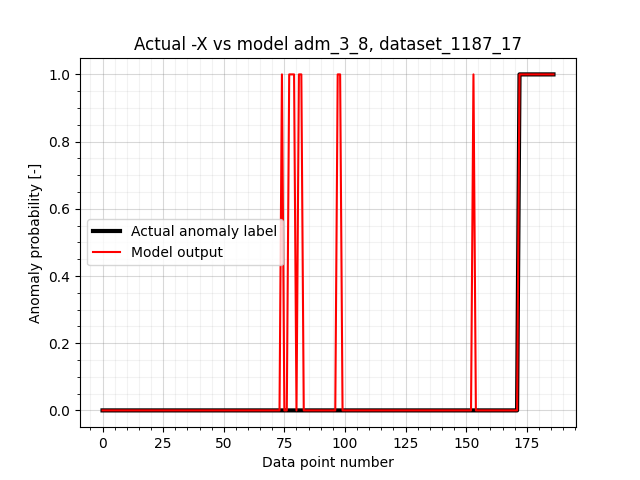 Actual -X vs model adm_3_8, dataset_1187_17
1.0
0.8
0.6
0.4
0.2
0.0
Anomaly probability [-]
Actual anomaly label
Model output
0 25 50 75 100 125 150 175
Data point number